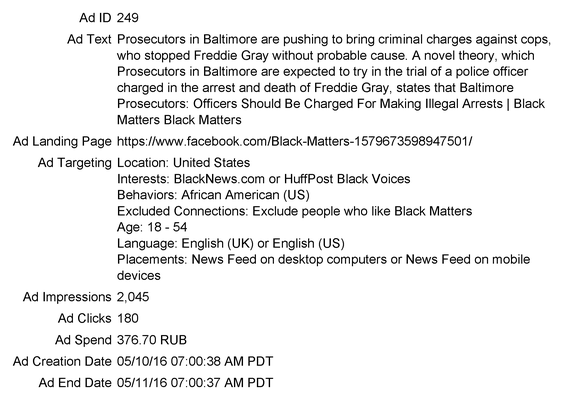 Ad ID 249
Ad Text Prosecutors in Baltimore are pushing to bring criminal charges against cops,
who stopped Freddie Gray without probable cause. A novel theory, which
Prosecutors in Baltimore are expected to try in the trial of a police officer
charged in the arrest and death of Freddie Gray, states that Baltimore
Prosecutors: Officers Should Be Charged For Making Illegal Arrests | Black
Matters Black Matters
Ad Landing Page https://www.facebook.com/Black-Matters-1579673598947501/
Ad Targeting Location: United States
Interests: BlackNews.com or HuffPost Black Voices
Behaviors: African American (US)
Excluded Connections: Exclude people who like Black Matters
Age: 18 - 54
Language: English (UK) or English (US)
Placements: News Feed on desktop computers or News Feed on mobile
devices
Ad Impressions 2,045
Ad Clicks 180
Ad Spend 376.70 RUB
Ad Creation Date 05/10/16 07:00:38 AM PDT
Ad End Date 05/11/16 07:00:37 AM PDT